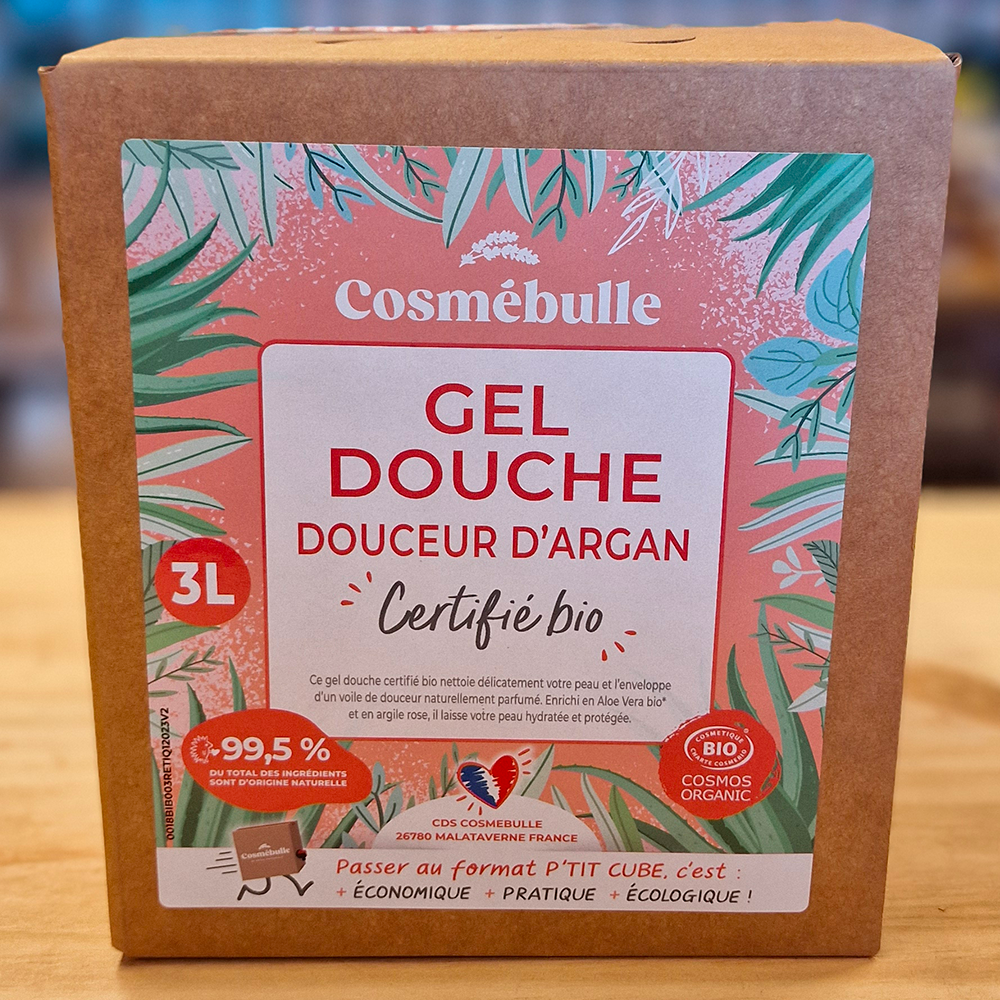 Cosmébulle
GEL
DOUCHE
DOUCEUR D'ARGAN
Certifié bio
3L
Ce gel douche certifié bio nettoie délicatement votre peau et l'enveloppe
d'un voile de douceur naturellement parfumé. Enrichi en Aloe Vera bio*
et en argile rose, il laisse votre peau hydratée et protégée.
0018BIB003RET1Q12023V2
99,5 %
DU TOTAL DES INGRÉDIENTS
SONT D'ORIGINE NATURELLE
COSMETIQUE
BIO
CHARTE COSMEBIO
COSMOS
ORGANIC
CDS COSMEBULLE
26780 MALATAVERNE FRANCE
Cosmébulle
Passer au format P'TIT CUBE, c'est :
+ ÉCONOMIQUE + PRATIQUE + ÉCOLOGIQUE !